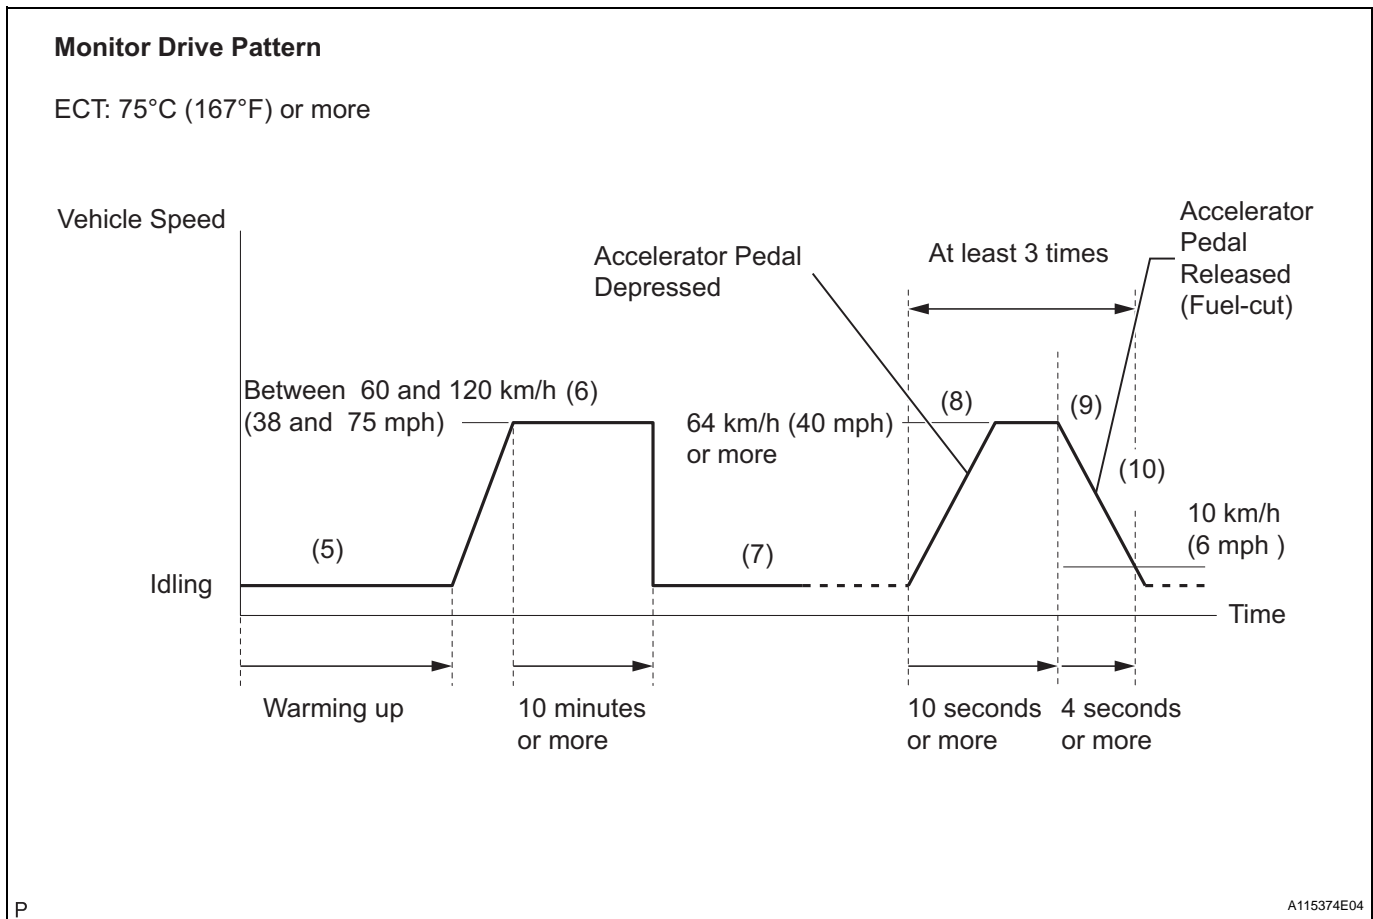 Monitor Drive Pattern
ECT: 75°C (167°F) or more
Vehicle Speed
Accelerator Pedal
Depressed
At least 3 times
Accelerator
Pedal
Released
(Fuel-cut)
Between 60 and 120 km/h (6)
(38 and 75 mph)
64 km/h (40 mph)
or more
(8)
(9)
(10)
10 km/h
(6 mph )
(5)
(7)
Idling
Time
Warming up
10 minutes
or more
10 seconds
or more
4 seconds
or more
P
A115374E04